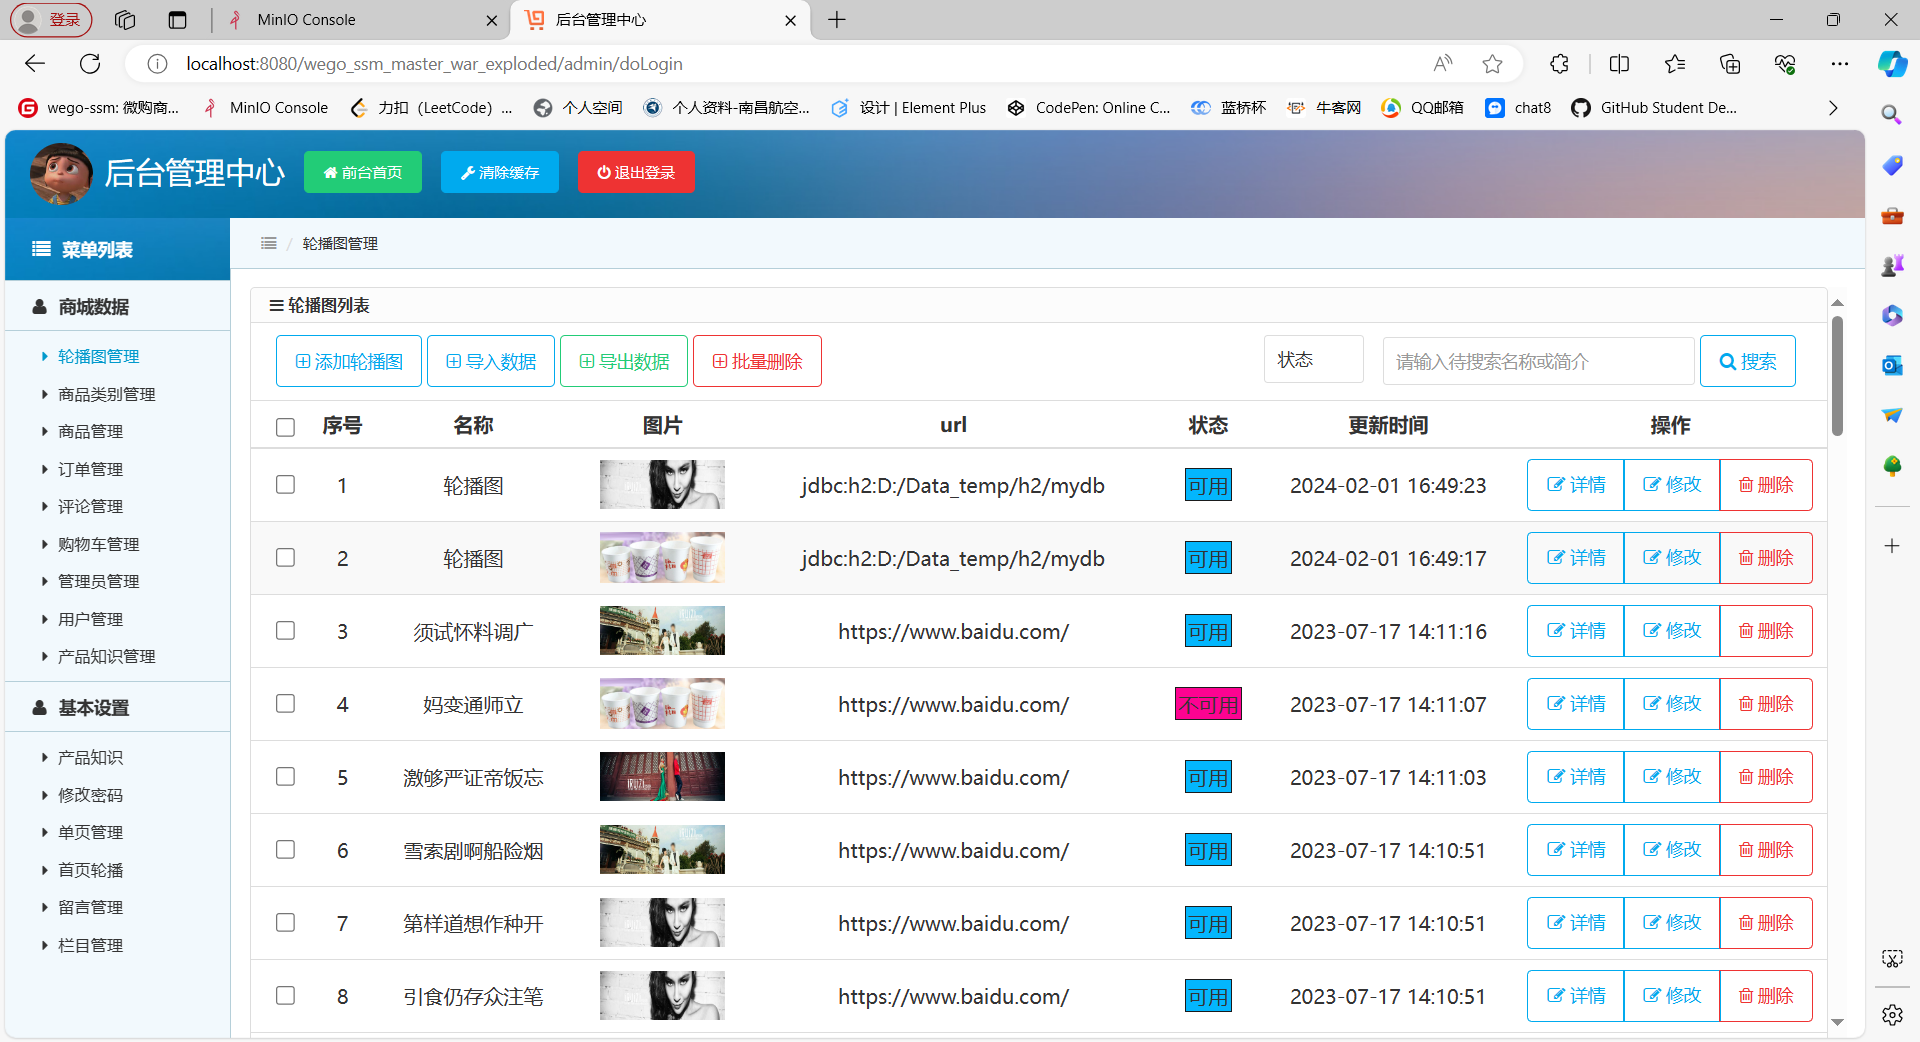 登录
MinIO Console
后台管理中心
localhost:8080/wego_ssm_master_war_exploded/admin/doLogin
wego-ssm: 微购商...
MinIO Console
力扣（LeetCode）...
个人空间
个人资料-南昌航空...
设计 | Element Plus
CodePen: Online C...
蓝桥杯
牛客网
QQ邮箱
chat8
GitHub Student De...
后台管理中心
前台首页
清除缓存
退出登录
菜单列表
商城数据
轮播图管理
商品类别管理
商品管理
订单管理
评论管理
购物车管理
管理员管理
用户管理
产品知识管理
基本设置
产品知识
修改密码
单页管理
首页轮播
留言管理
栏目管理
/ 轮播图管理
轮播图列表
添加轮播图 导入数据 导出数据 批量删除 状态 请输入待搜索名称或简介 搜索
序号 名称 图片 url 状态 更新时间 操作
1 轮播图 jdbc:h2:D:/Data_temp/h2/mydb 可用 2024-02-01 16:49:23 详情 修改 删除
2 轮播图 jdbc:h2:D:/Data_temp/h2/mydb 可用 2024-02-01 16:49:17 详情 修改 删除
3 须试怀料调广 https://www.baidu.com/ 可用 2023-07-17 14:11:16 详情 修改 删除
4 妈变通师立 https://www.baidu.com/ 不可用 2023-07-17 14:11:07 详情 修改 删除
5 激够严证帝饭忘 https://www.baidu.com/ 可用 2023-07-17 14:11:03 详情 修改 删除
6 雪索剧啊船险烟 https://www.baidu.com/ 可用 2023-07-17 14:10:51 详情 修改 删除
7 第样道想作种开 https://www.baidu.com/ 可用 2023-07-17 14:10:51 详情 修改 删除
8 引食仍存众注笔 https://www.baidu.com/ 可用 2023-07-17 14:10:51 详情 修改 删除